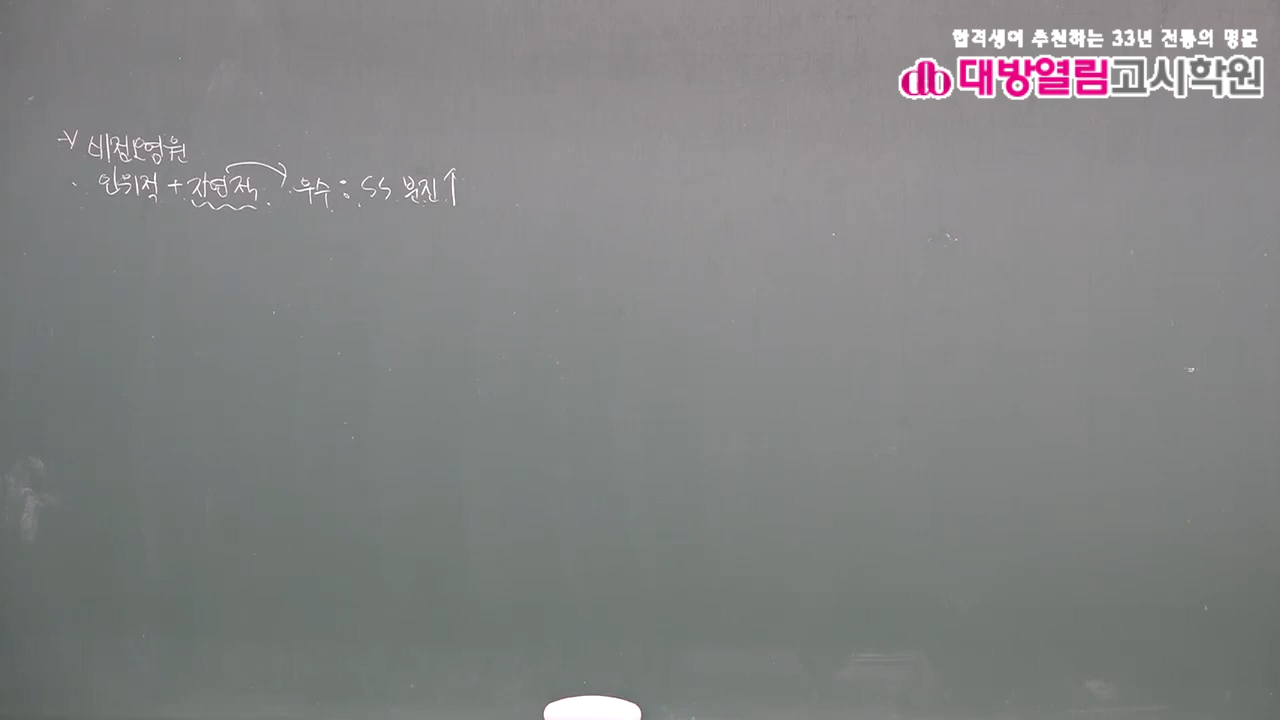 합격생이 추천하는 33년 전통의 명문
대방열림고시학원
→ 비점오염원
· 인위적 + 자연적 → 우수 : SS 분진↑